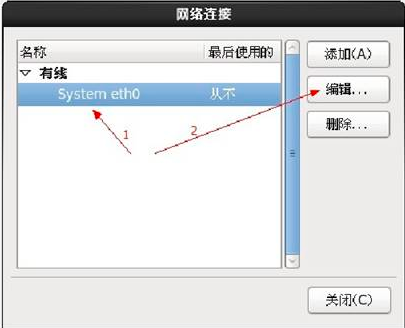 网络连接
名称 最后使用的 添加(A)
有线 编辑...
System eth0 从不 删除...
1 2
关闭(C)